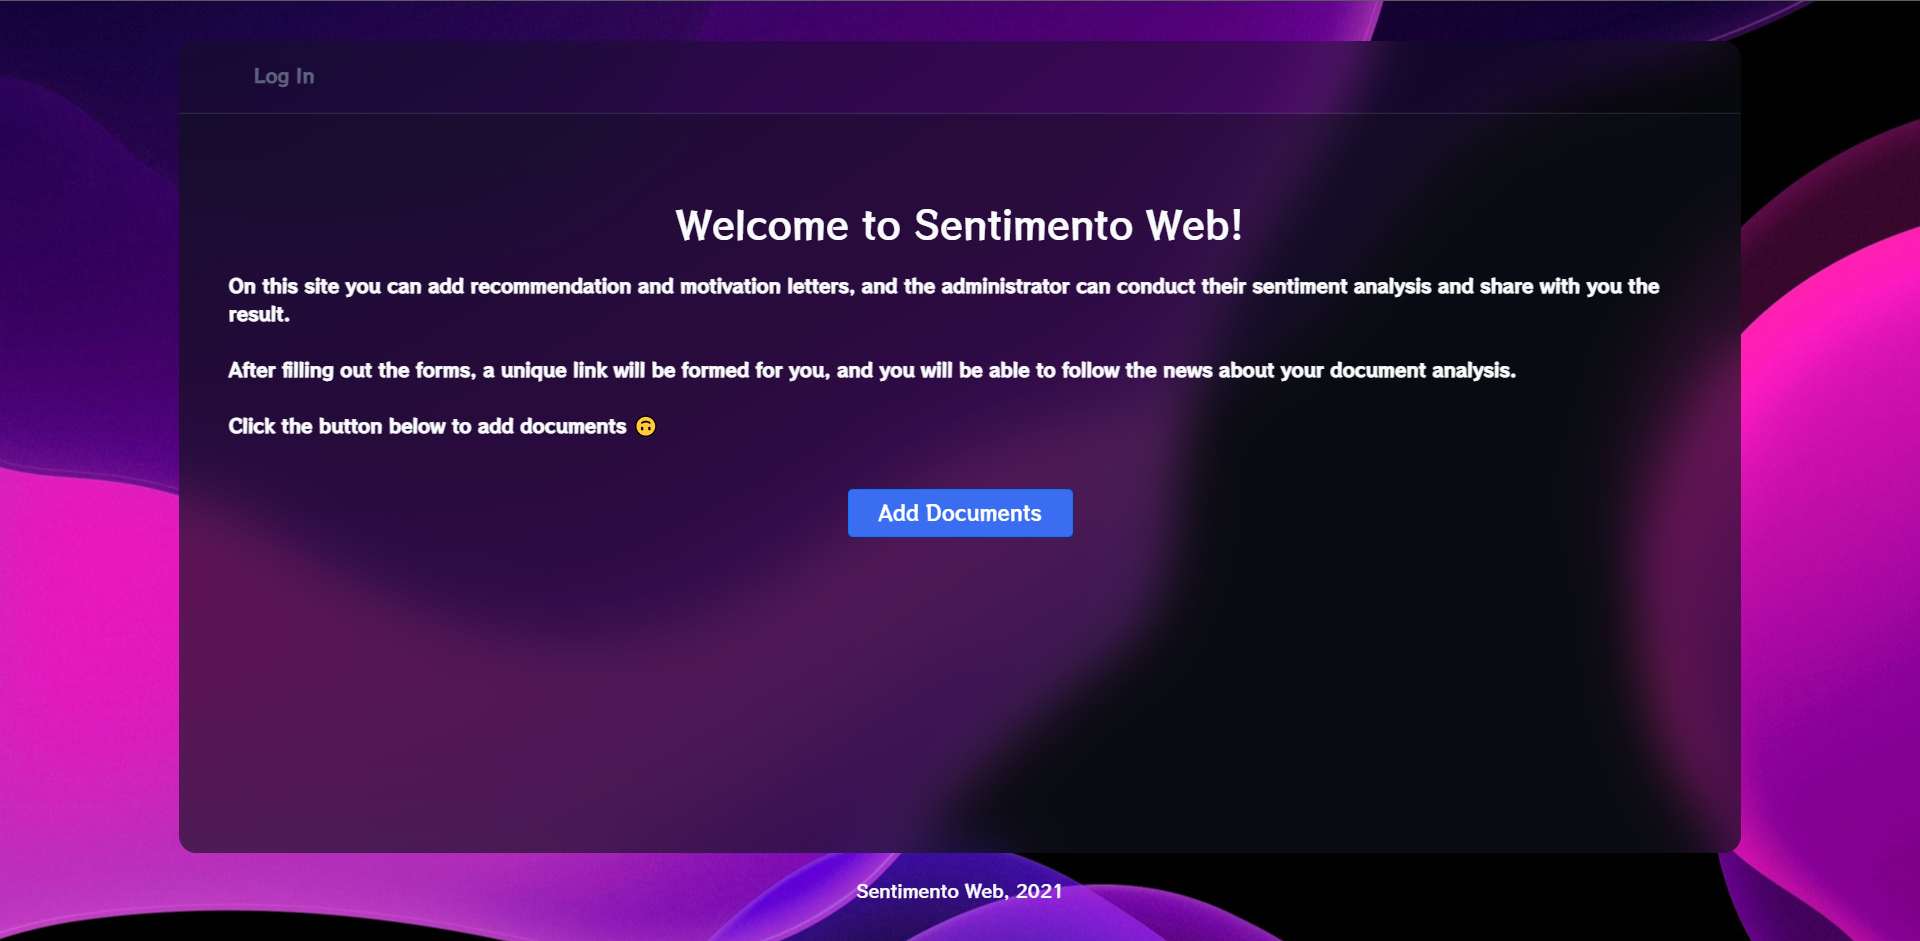 Log In
Welcome to Sentimento Web!
On this site you can add recommendation and motivation letters, and the administrator can conduct their sentiment analysis and share with you the
result.
After filling out the forms, a unique link will be formed for you, and you will be able to follow the news about your document analysis.
Click the button below to add documents 🙃
Add Documents
Sentimento Web, 2021